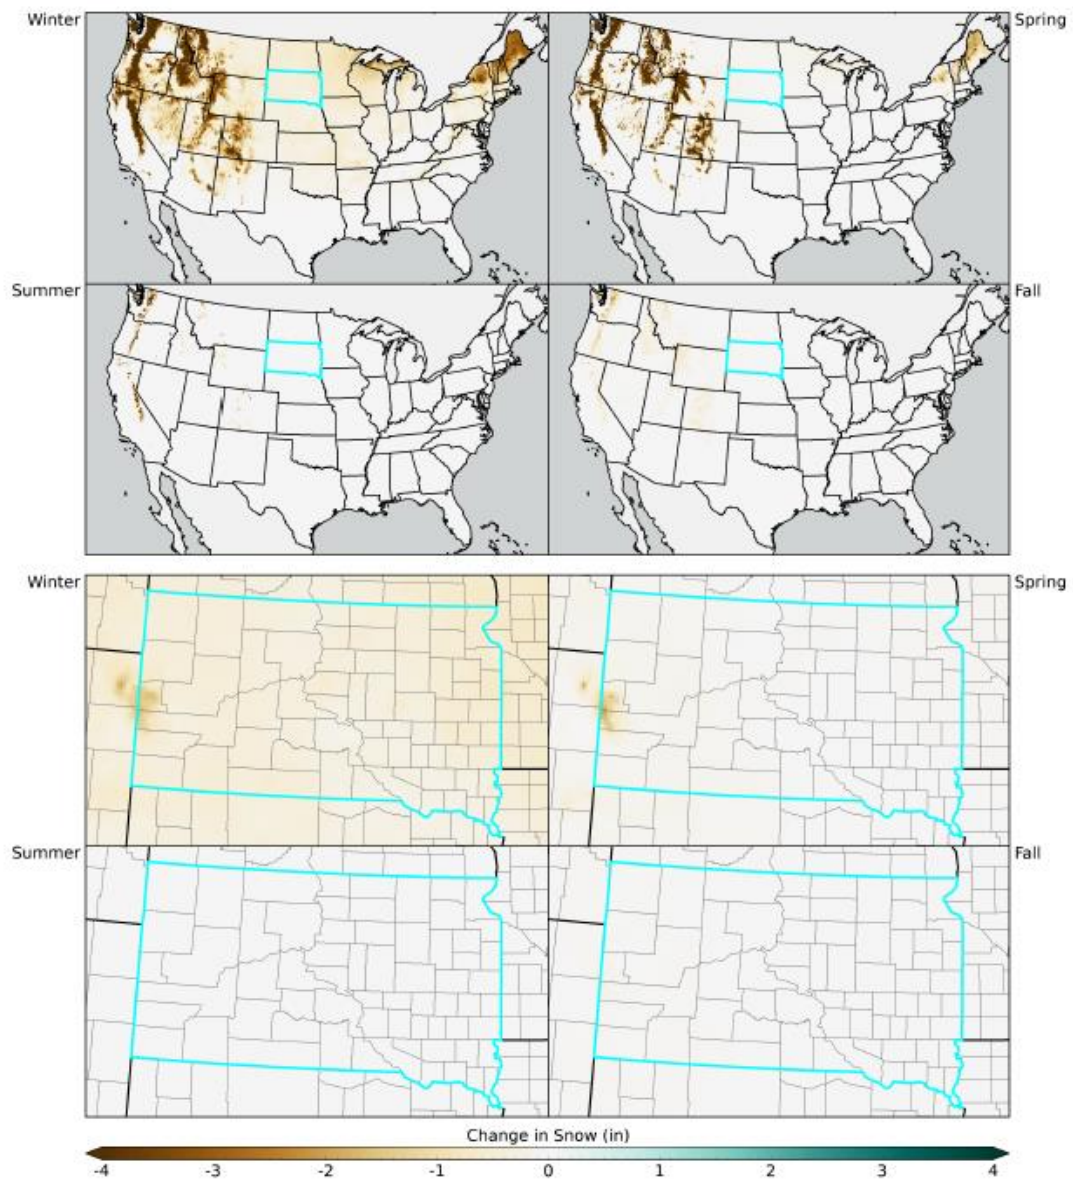 Winter
Spring
Summer
Fall
Winter
Spring
Summer
Fall
Change in Snow (in)
-4 -3 -2 -1 0 1 2 3 4